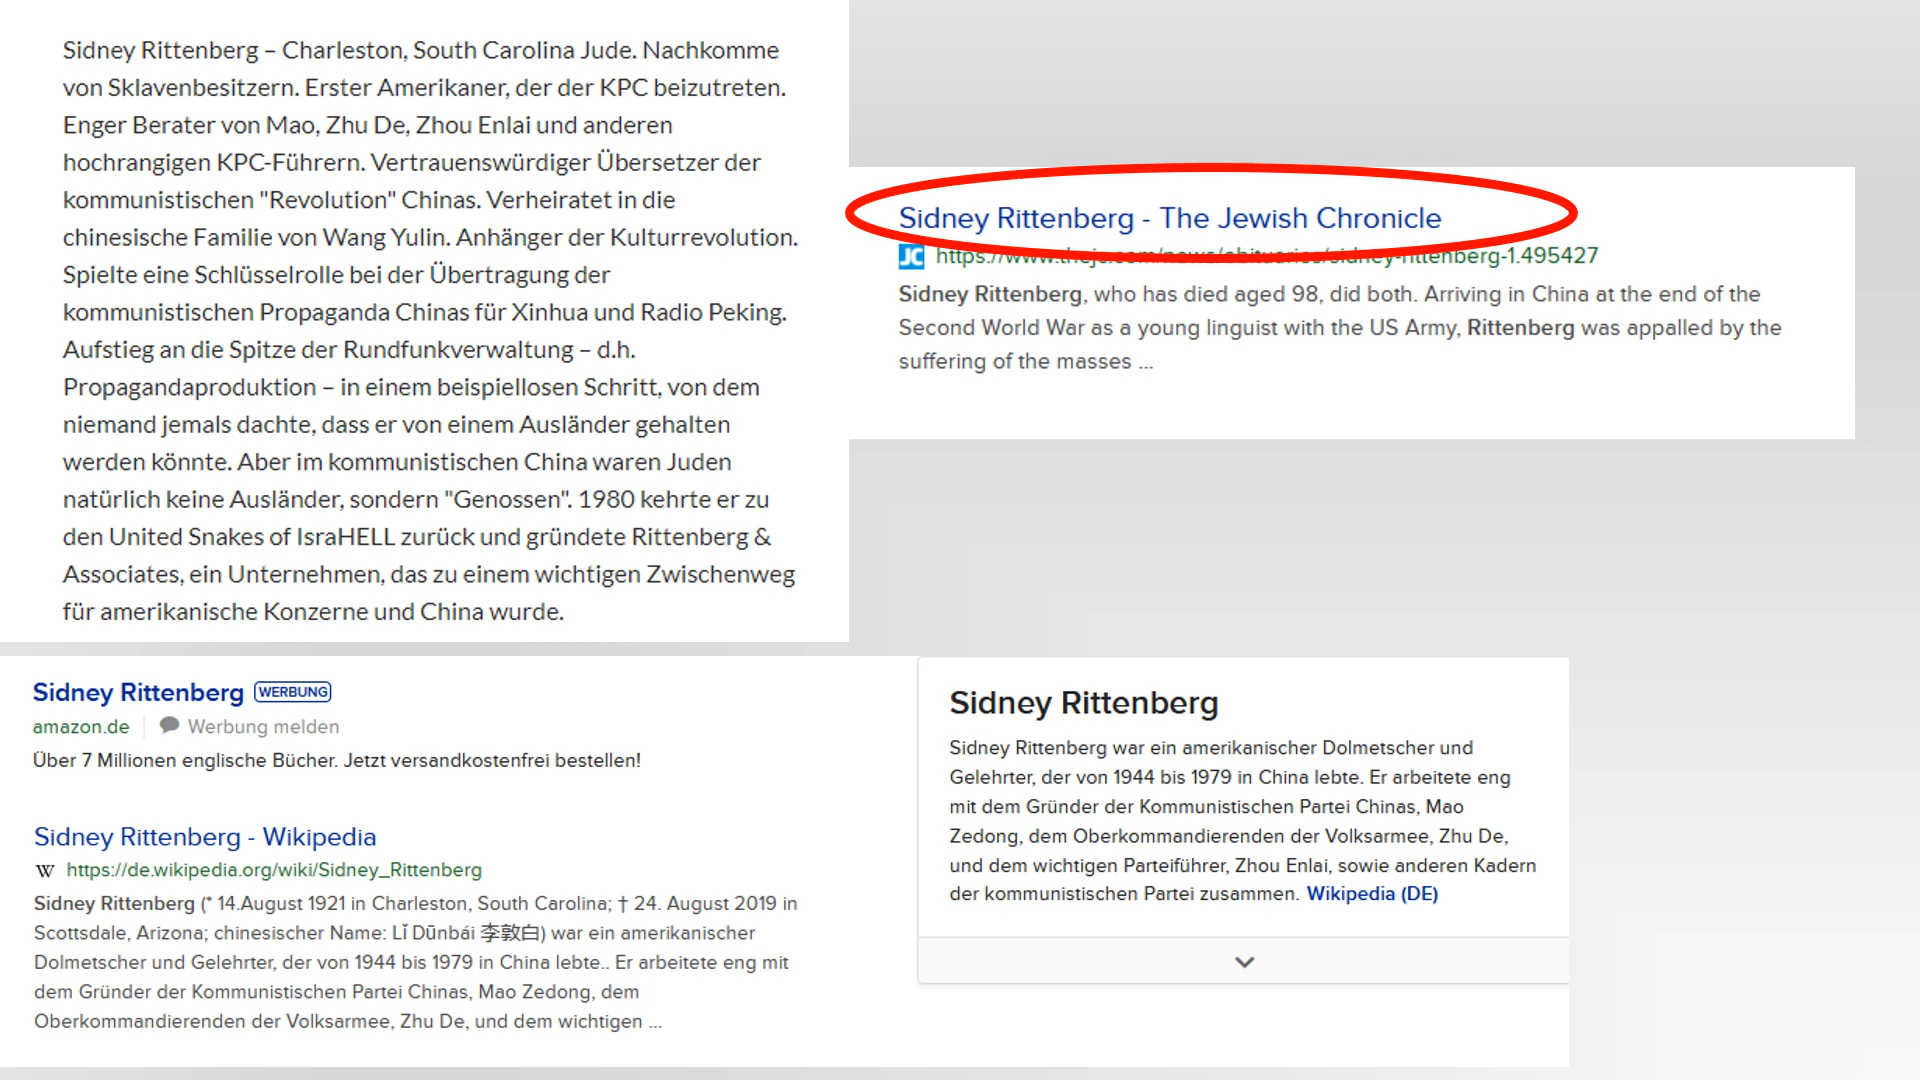 Sidney Rittenberg – Charleston, South Carolina Jude. Nachkomme
von Sklavenbesitzern. Erster Amerikaner, der der KPC beizutreten.
Enger Berater von Mao, Zhu De, Zhou Enlai und anderen
hochrangigen KPC-Führern. Vertrauenswürdiger Übersetzer der
kommunistischen "Revolution" Chinas. Verheiratet in die
chinesische Familie von Wang Yulin. Anhänger der Kulturrevolution.
Spielte eine Schlüsselrolle bei der Übertragung der
kommunistischen Propaganda Chinas für Xinhua und Radio Peking.
Aufstieg an die Spitze der Rundfunkverwaltung – d.h.
Propagandaproduktion – in einem beispiellosen Schritt, von dem
niemand jemals dachte, dass er von einem Ausländer gehalten
werden könnte. Aber im kommunistischen China waren Juden
natürlich keine Ausländer, sondern "Genossen". 1980 kehrte er zu
den United Snakes of IsraHELL zurück und gründete Rittenberg &
Associates, ein Unternehmen, das zu einem wichtigen Zwischenweg
für amerikanische Konzerne und China wurde.
Sidney Rittenberg - The Jewish Chronicle
JC https://www.thejc.com/news/obituaries/sidney-rittenberg-1.495427
Sidney Rittenberg, who has died aged 98, did both. Arriving in China at the end of the
Second World War as a young linguist with the US Army, Rittenberg was appalled by the
suffering of the masses ...
Sidney Rittenberg WERBUNG
amazon.de Werbung melden
Über 7 Millionen englische Bücher. Jetzt versandkostenfrei bestellen!
Sidney Rittenberg - Wikipedia
W https://de.wikipedia.org/wiki/Sidney_Rittenberg
Sidney Rittenberg (* 14.August 1921 in Charleston, South Carolina; † 24. August 2019 in
Scottsdale, Arizona; chinesischer Name: Lǐ Dūnbái 李敦白) war ein amerikanischer
Dolmetscher und Gelehrter, der von 1944 bis 1979 in China lebte.. Er arbeitete eng mit
dem Gründer der Kommunistischen Partei Chinas, Mao Zedong, dem
Oberkommandierenden der Volksarmee, Zhu De, und dem wichtigen ...
Sidney Rittenberg
Sidney Rittenberg war ein amerikanischer Dolmetscher und
Gelehrter, der von 1944 bis 1979 in China lebte. Er arbeitete eng
mit dem Gründer der Kommunistischen Partei Chinas, Mao
Zedong, dem Oberkommandierenden der Volksarmee, Zhu De,
und dem wichtigen Parteiführer, Zhou Enlai, sowie anderen Kadern
der kommunistischen Partei zusammen. Wikipedia (DE)